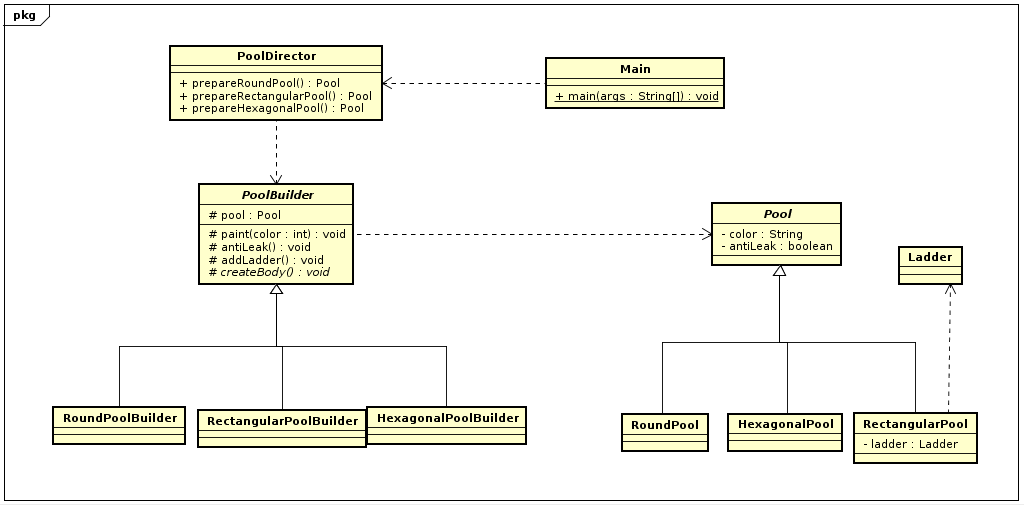 pkg
PoolDirector
+ prepareRoundPool() : Pool
+ prepareRectangularPool() : Pool
+ prepareHexagonalPool() : Pool
Main
+ main(args : String[]) : void
PoolBuilder
# pool : Pool
# paint(color : int) : void
# antiLeak() : void
# addLadder() : void
# createBody() : void
Pool
- color : String
- antiLeak : boolean
Ladder
RoundPoolBuilder
RectangularPoolBuilder
HexagonalPoolBuilder
RoundPool
HexagonalPool
RectangularPool
- ladder : Ladder